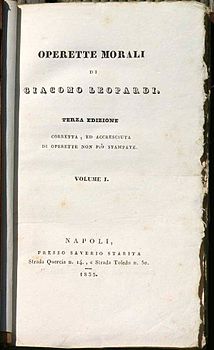 OPERETTE MORALI
DI
GIACOMO LEOPARDI.
TERZA EDIZIONE
CORRETTA, ED ACCRESCIUTA
DI OPERETTE NON PIÙ STAMPATE.
VOLUME I.
NAPOLI,
PRESSO SAVERIO STARITA
Strada Quercia n. 14., e Strada Toledo n. 50.
1835.